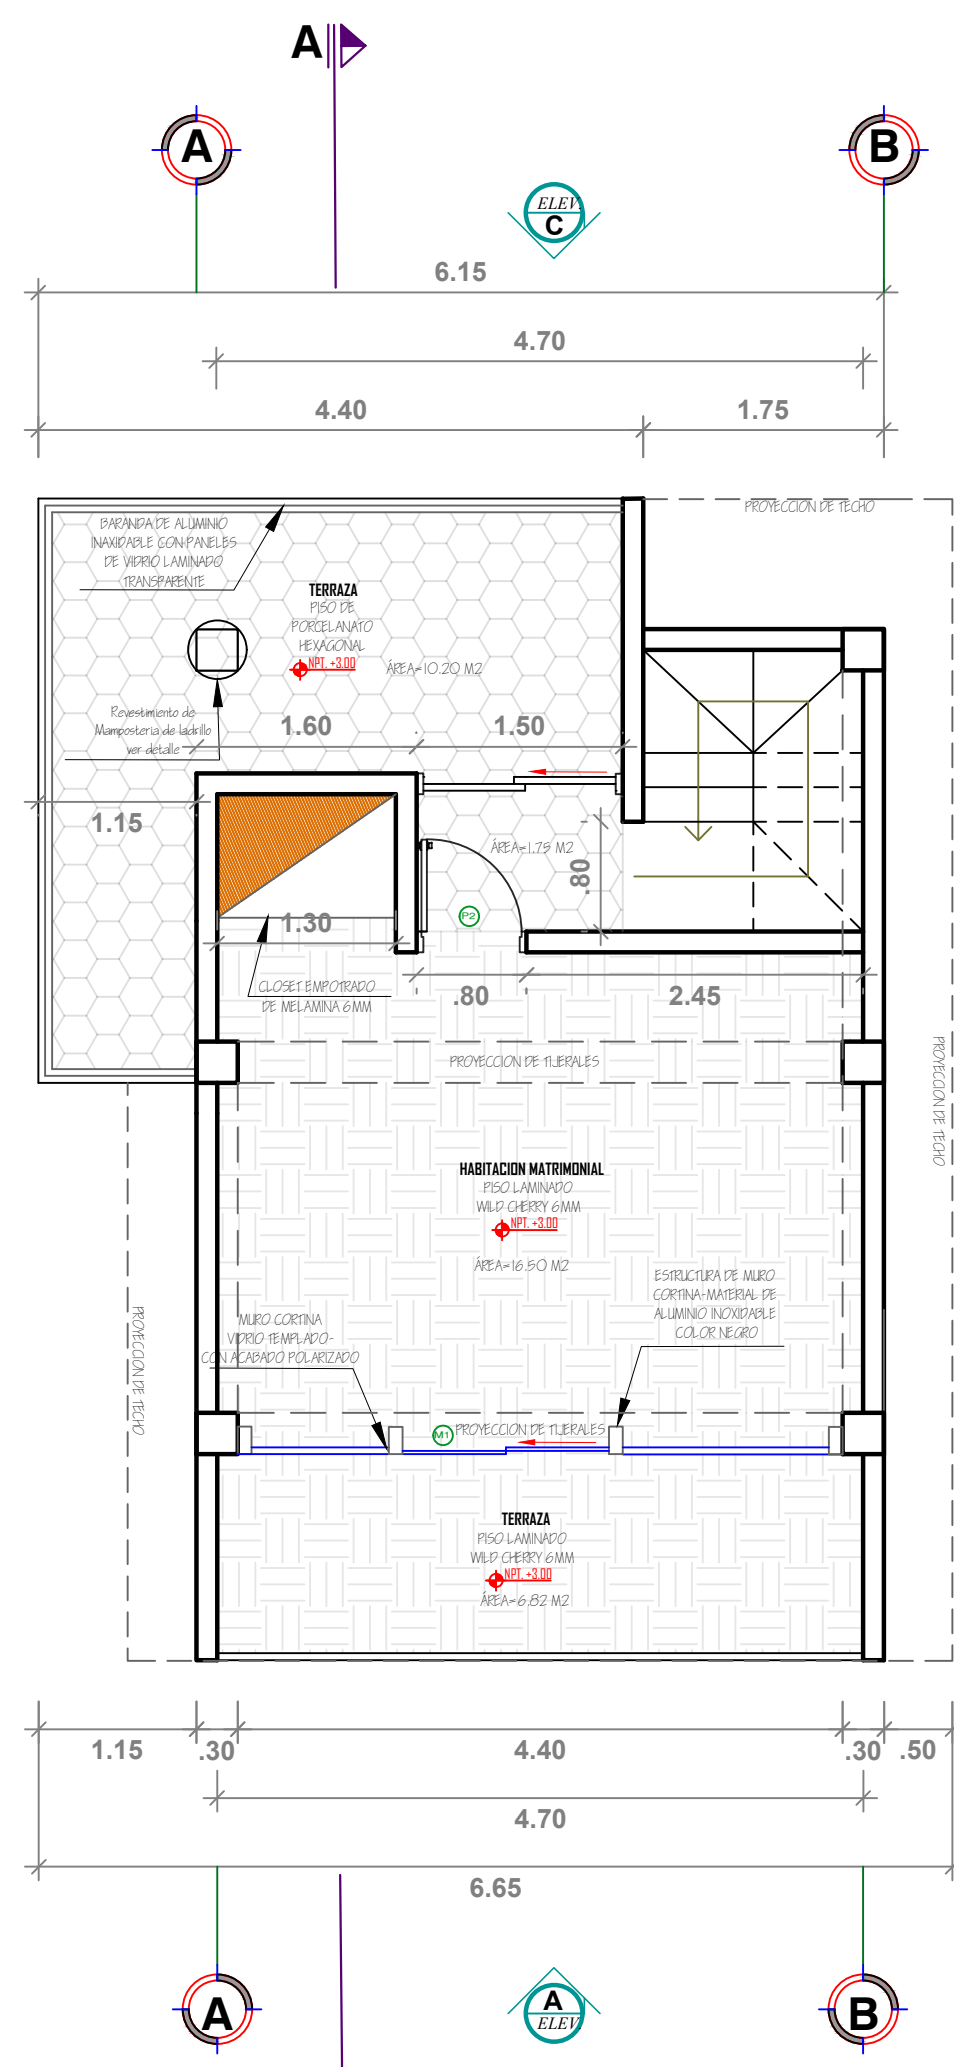 A
A
B
ELEV.
C
6.15
4.70
4.40
1.75
PROYECCION DE TECHO
BARANDA DE ALUMINIO
INAXIDABLE CON PANELES
DE VIDRIO LAMINADO
TRANSPARENTE
TERRAZA
PISO DE
PORCELANATO
HEXAGONAL
NPT. +3.00
ÁREA=10.20 M2
Revestimiento de
Mamposteria de ladrillo
ver detalle
1.60
1.50
1.15
ÁREA=1.75 M2
.80
P2
1.30
CLOSET EMPOTRADO
DE MELAMINA 6MM
.80
2.45
PROYECCION DE TIJERALES
PROYECCION DE TECHO
HABITACION MATRIMONIAL
PISO LAMINADO
WILD CHERRY 6MM
NPT. +3.00
ÁREA=16.50 M2
ESTRUCTURA DE MURO
CORTINA-MATERIAL DE
ALUMINIO INOXIDABLE
COLOR NEGRO
MURO CORTINA
VIDRIO TEMPLADO-
CON ACABADO POLARIZADO
PROYECCION DE TECHO
M1
PROYECCION DE TIJERALES
TERRAZA
PISO LAMINADO
WILD CHERRY 6MM
NPT. +3.00
ÁREA=6.82 M2
1.15
.30
4.40
.30
.50
4.70
6.65
A
A
ELEV.
B